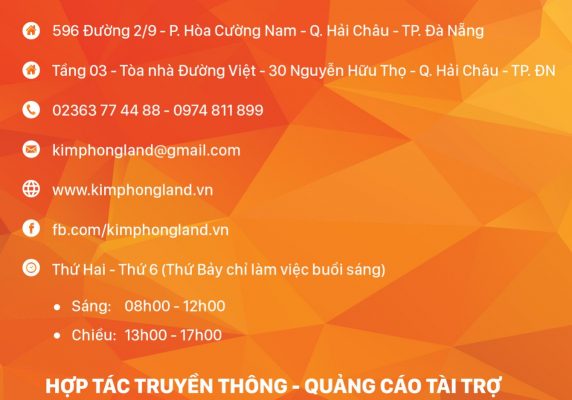 596 Đường 2/9 - P. Hòa Cường Nam - Q. Hải Châu - TP. Đà Nẵng
Tầng 03 - Tòa nhà Đường Việt - 30 Nguyễn Hữu Thọ - Q. Hải Châu - TP. ĐN
02363 77 44 88 - 0974 811 899
kimphongland@gmail.com
www.kimphongland.vn
fb.com/kimphongland.vn
Thứ Hai - Thứ 6 (Thứ Bảy chỉ làm việc buổi sáng)
• Sáng: 08h00 - 12h00
• Chiều: 13h00 - 17h00
HỢP TÁC TRUYỀN THÔNG - QUẢNG CÁO TÀI TRỢ